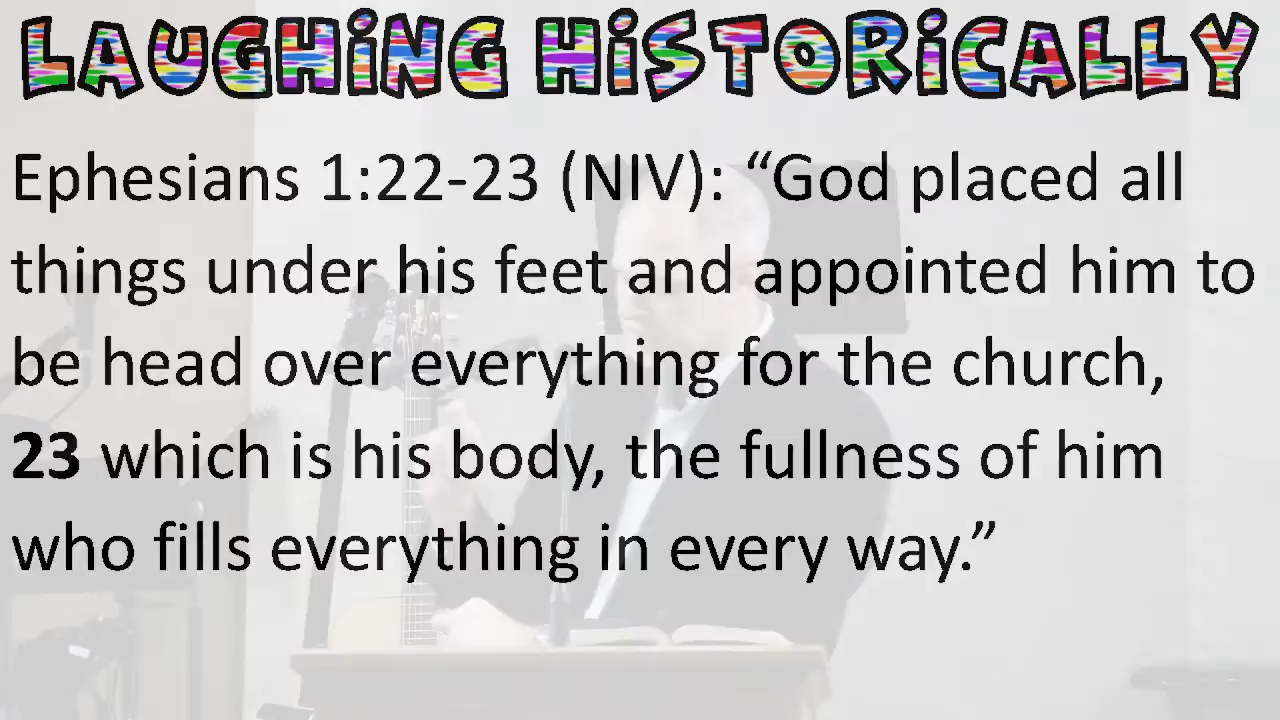 LAUGHING HISTORICALLY
Ephesians 1:22-23 (NIV): “God placed all
things under his feet and appointed him to
be head over everything for the church,
23 which is his body, the fullness of him
who fills everything in every way.”